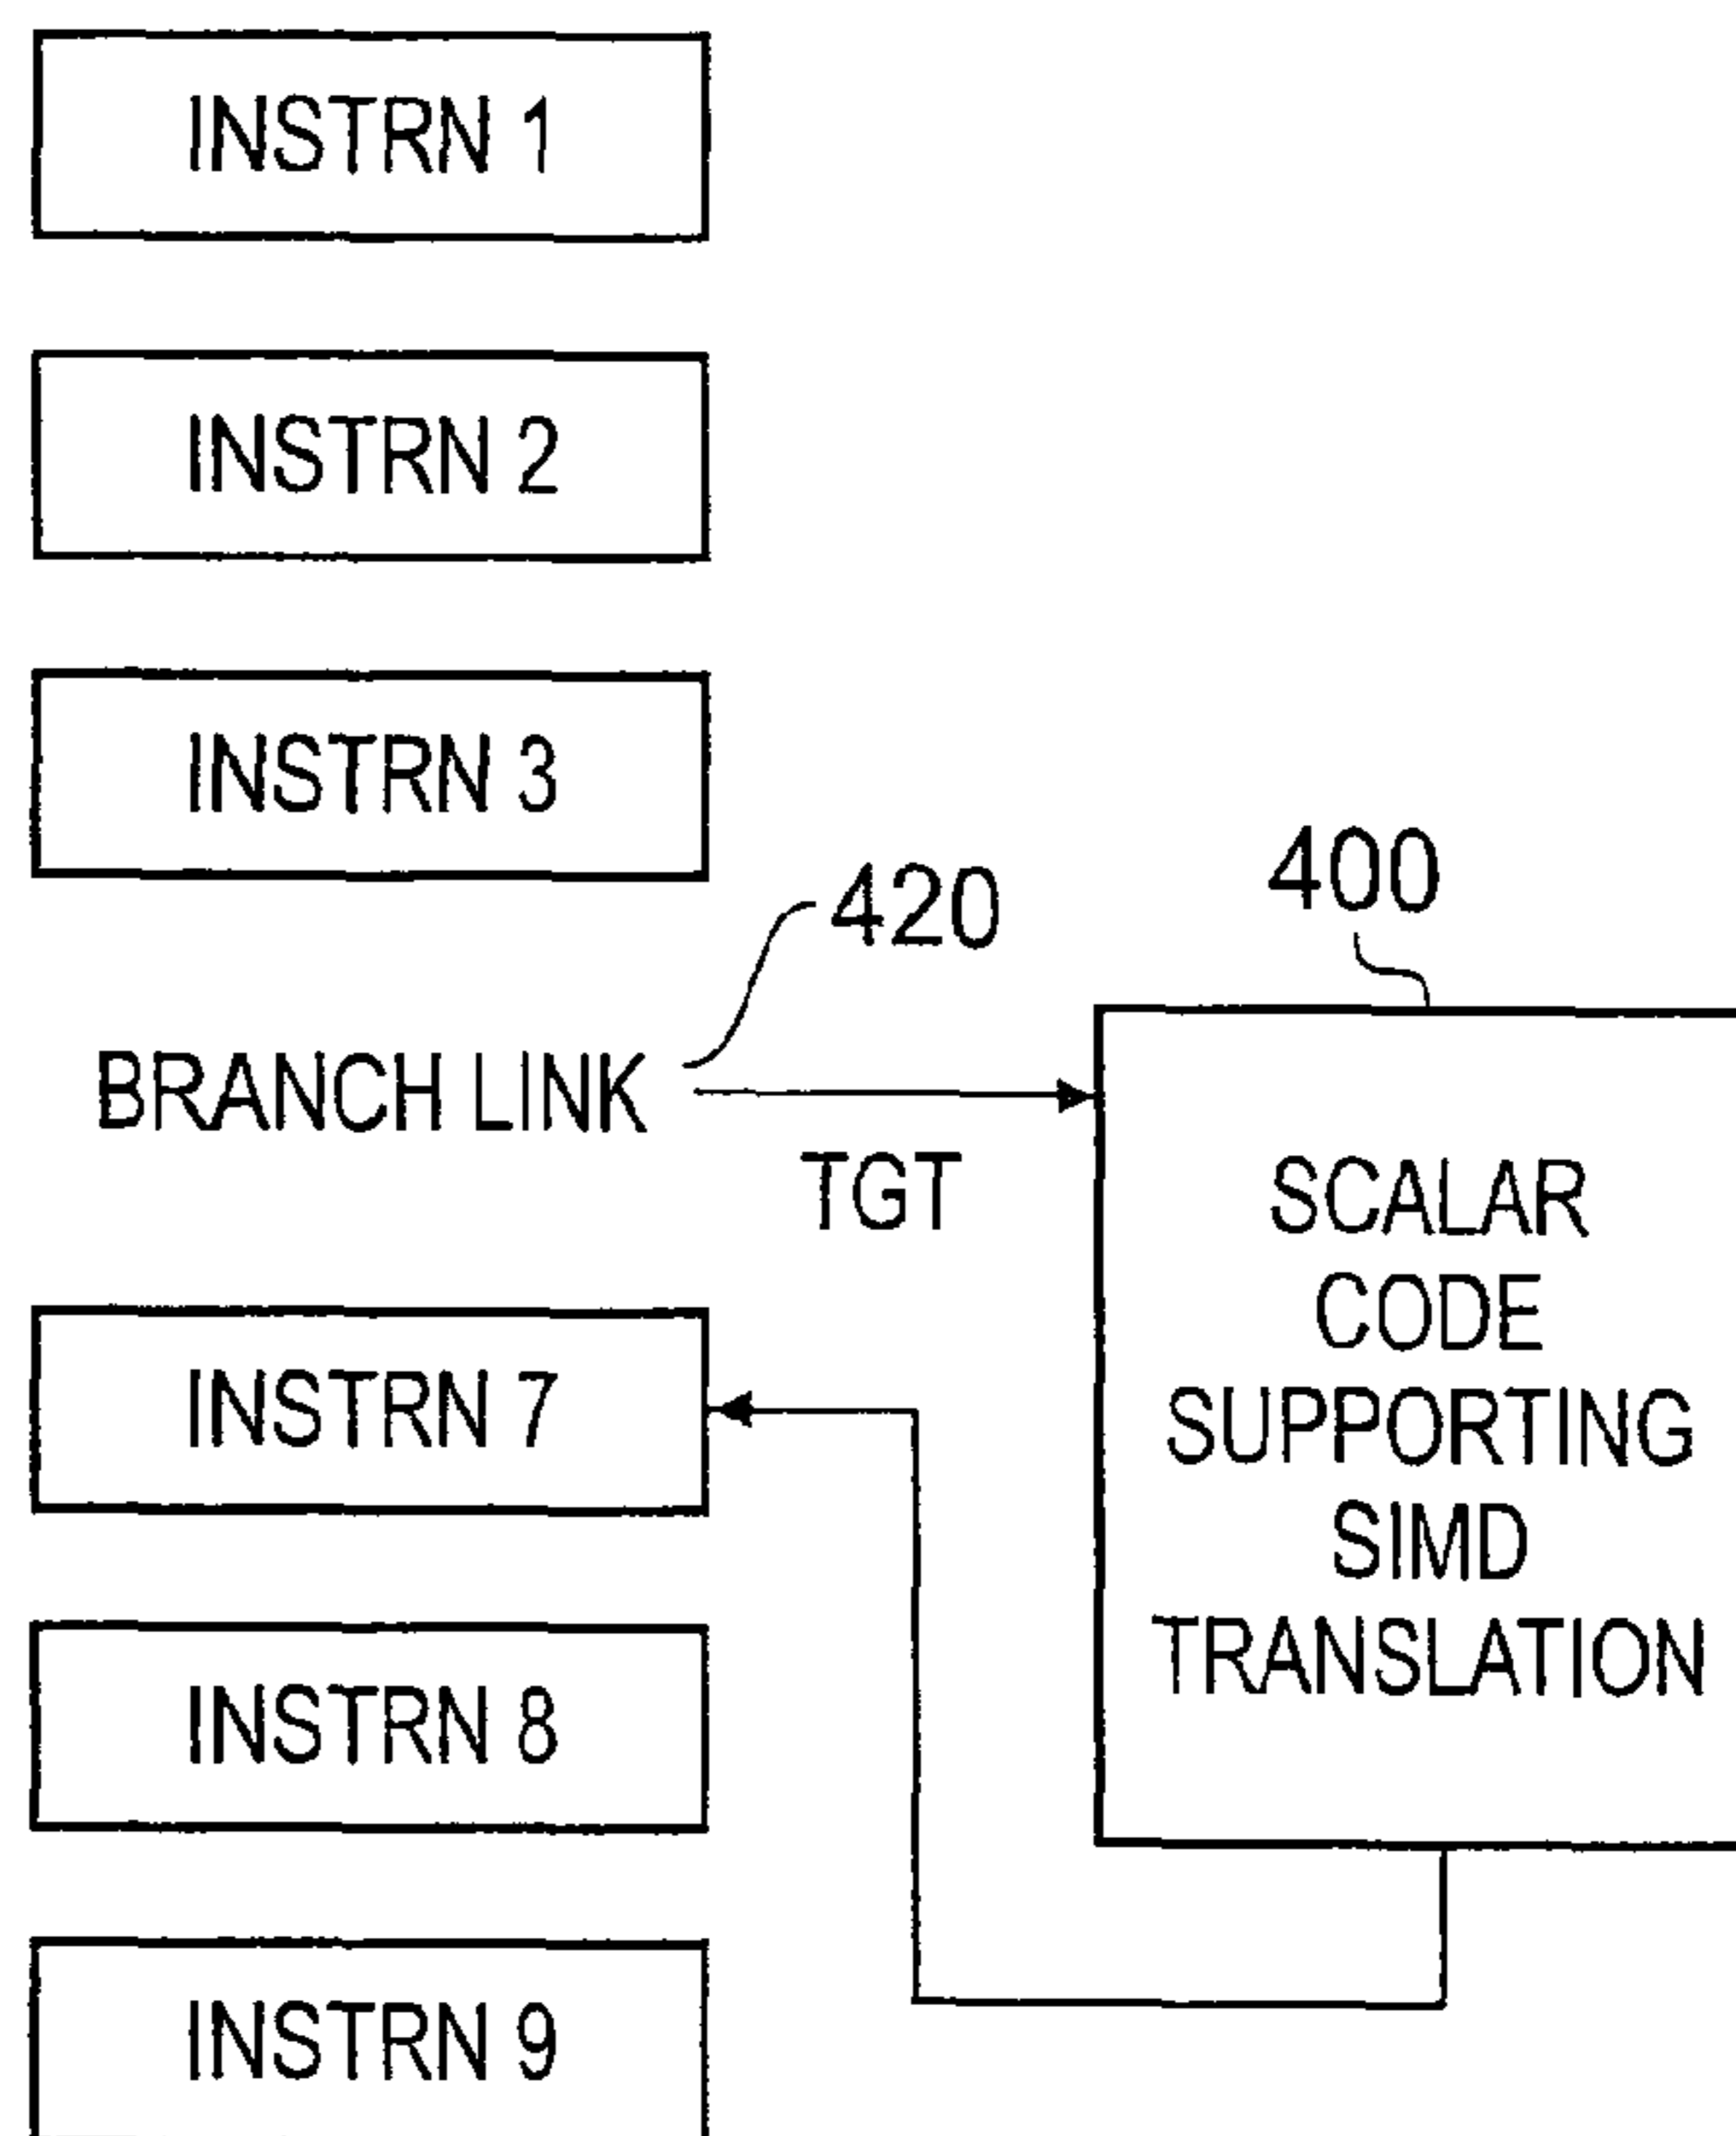 INSTRN 1
INSTRN 2
INSTRN 3
420
400
BRANCH LINK
TGT
SCALAR
CODE
SUPPORTING
SIMD
TRANSLATION
INSTRN 7
INSTRN 8
INSTRN 9